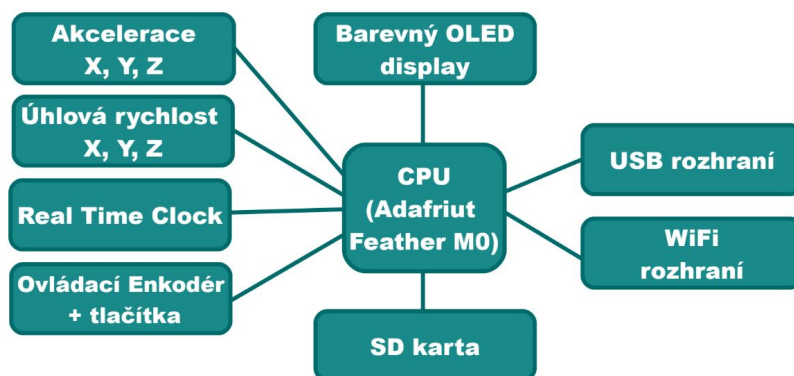 Akcelerace
X, Y, Z
Barevný OLED
display
Úhlová rychlost
X, Y, Z
CPU
(Adafriut
Feather M0)
USB rozhraní
Real Time Clock
WiFi
rozhraní
Ovládací Enkodér
+ tlačítka
SD karta